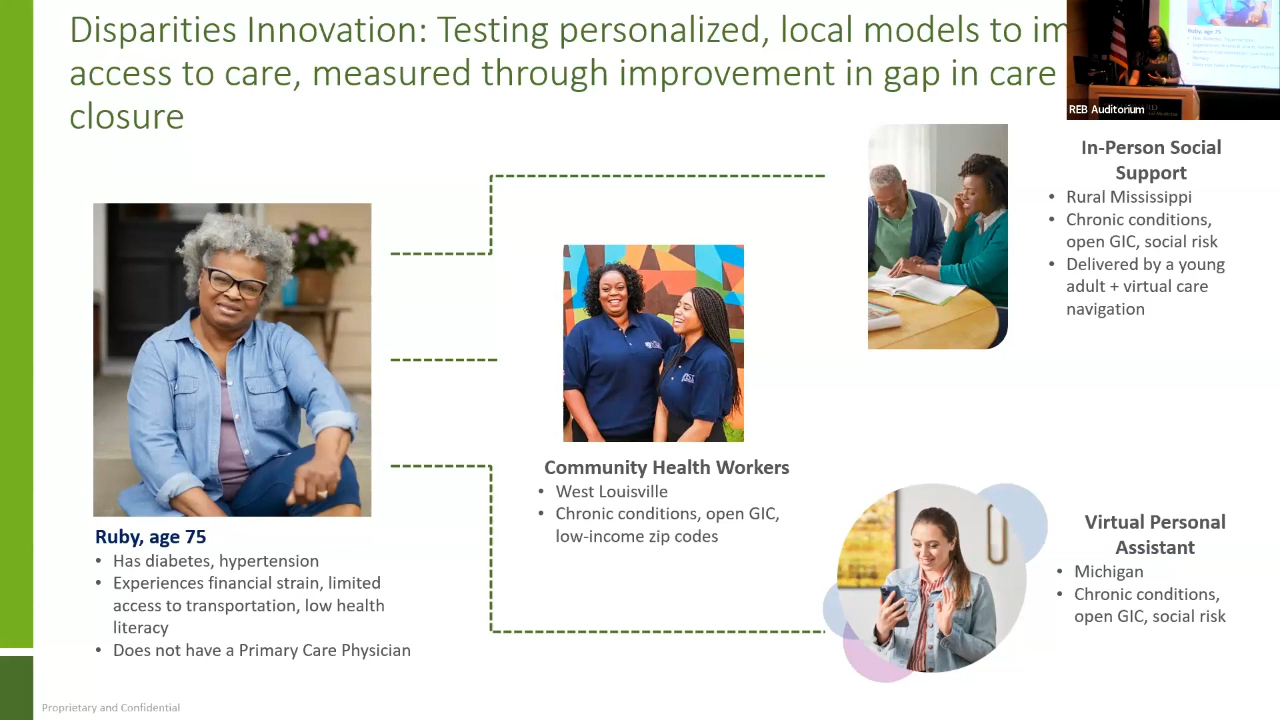 Disparities Innovation: Testing personalized, local models to im
access to care, measured through improvement in gap in care
closure
REB Auditorium
Ruby, age 75
In-Person Social
Support
• Rural Mississippi
• Chronic conditions,
open GIC, social risk
• Delivered by a young
adult + virtual care
navigation
Community Health Workers
• West Louisville
• Chronic conditions, open GIC,
low-income zip codes
Ruby, age 75
• Has diabetes, hypertension
• Experiences financial strain, limited
access to transportation, low health
literacy
• Does not have a Primary Care Physician
Virtual Personal
Assistant
• Michigan
• Chronic conditions,
open GIC, social risk
Proprietary and Confidential